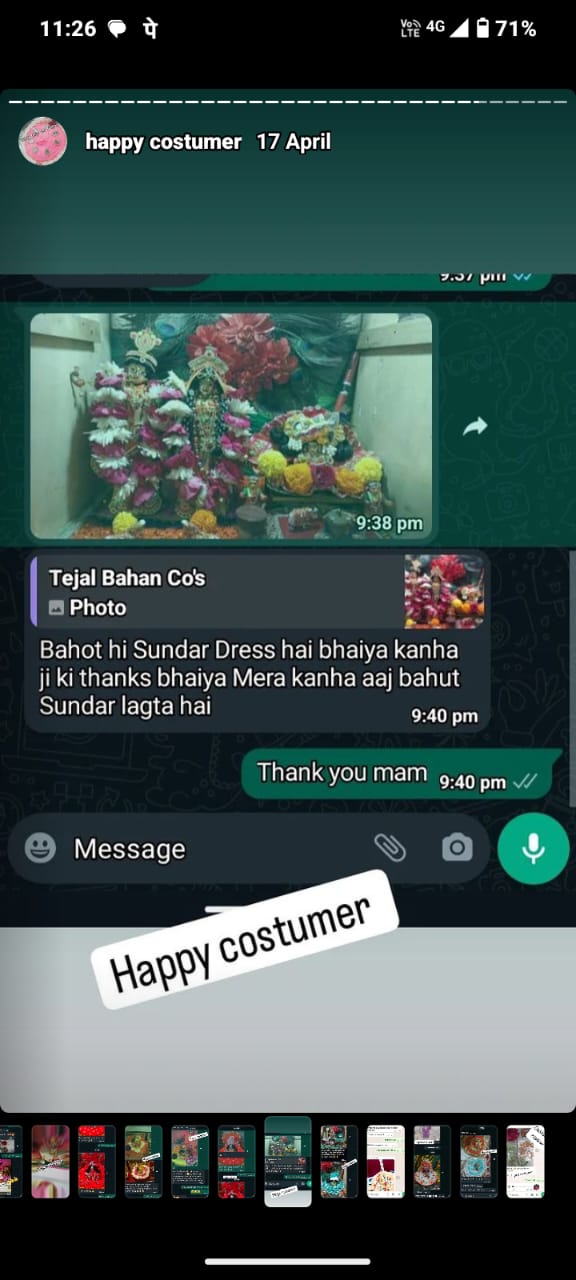 11:26 पे Vo)) LTE 4G 71%
happy costumer 17 April
9:37 pm
9:38 pm
Tejal Bahan Co's
Photo
Bahot hi Sundar Dress hai bhaiya kanha
ji ki thanks bhaiya Mera kanha aaj bahut
Sundar lagta hai
9:40 pm
Thank you mam 9:40 pm
Message
Happy costumer